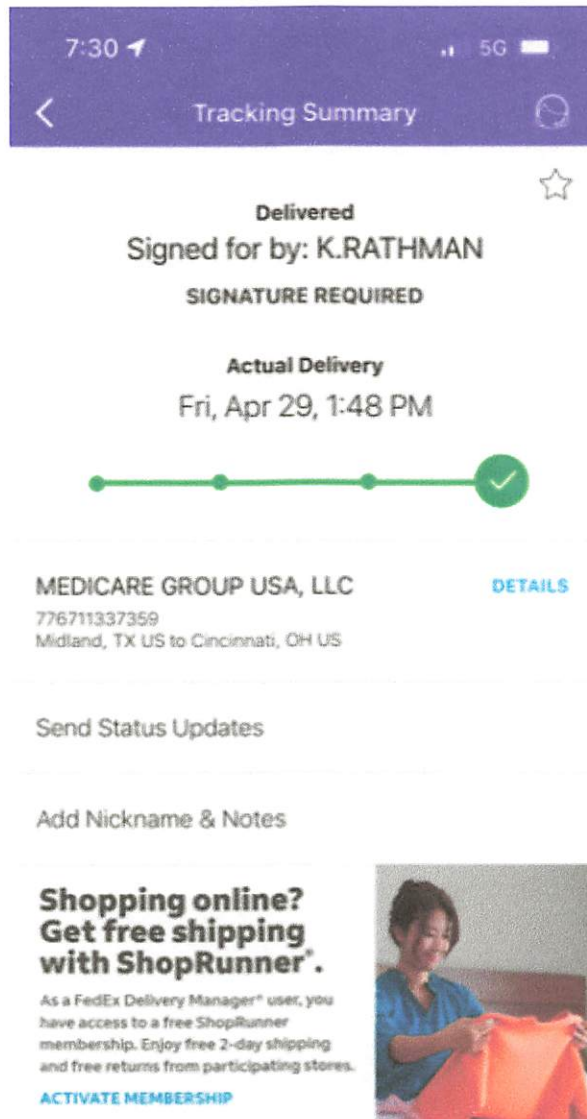 7:30
5G
Tracking Summary
Delivered
Signed for by: K.RATHMAN
SIGNATURE REQUIRED
Actual Delivery
Fri, Apr 29, 1:48 PM
MEDICARE GROUP USA, LLC DETAILS
776711337359
Midland, TX US to Cincinnati, OH US
Send Status Updates
Add Nickname & Notes
Shopping online?
Get free shipping
with ShopRunner®.
As a FedEx Delivery Manager® user, you
have access to a free ShopRunner
membership. Enjoy free 2-day shipping
and free returns from participating stores.
ACTIVATE MEMBERSHIP